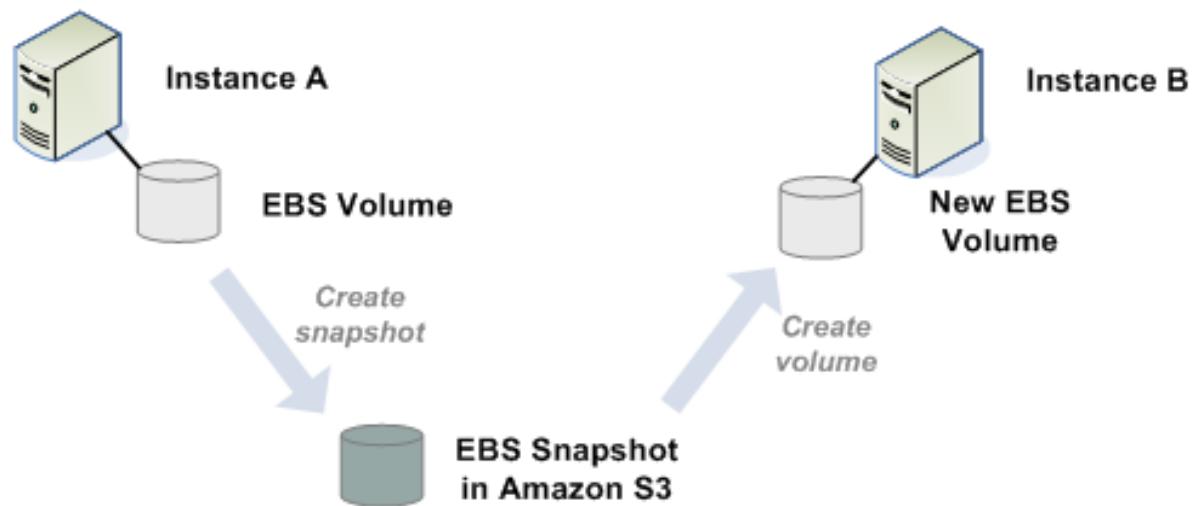 Instance A
EBS Volume
Create
snapshot
EBS Snapshot
in Amazon S3
Create
volume
Instance B
New EBS
Volume